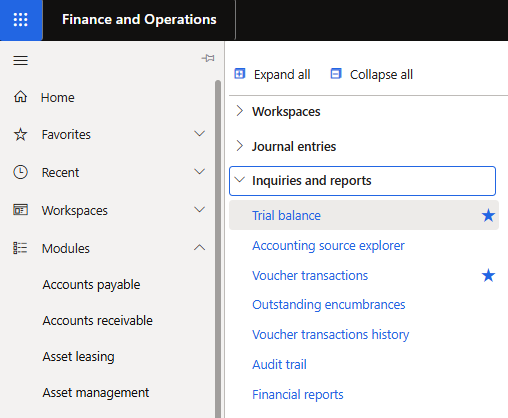 Finance and Operations
Home
Favorites
Recent
Workspaces
Modules
Accounts payable
Accounts receivable
Asset leasing
Asset management
Expand all
Collapse all
Workspaces
Journal entries
Inquiries and reports
Trial balance
Accounting source explorer
Voucher transactions
Outstanding encumbrances
Voucher transactions history
Audit trail
Financial reports